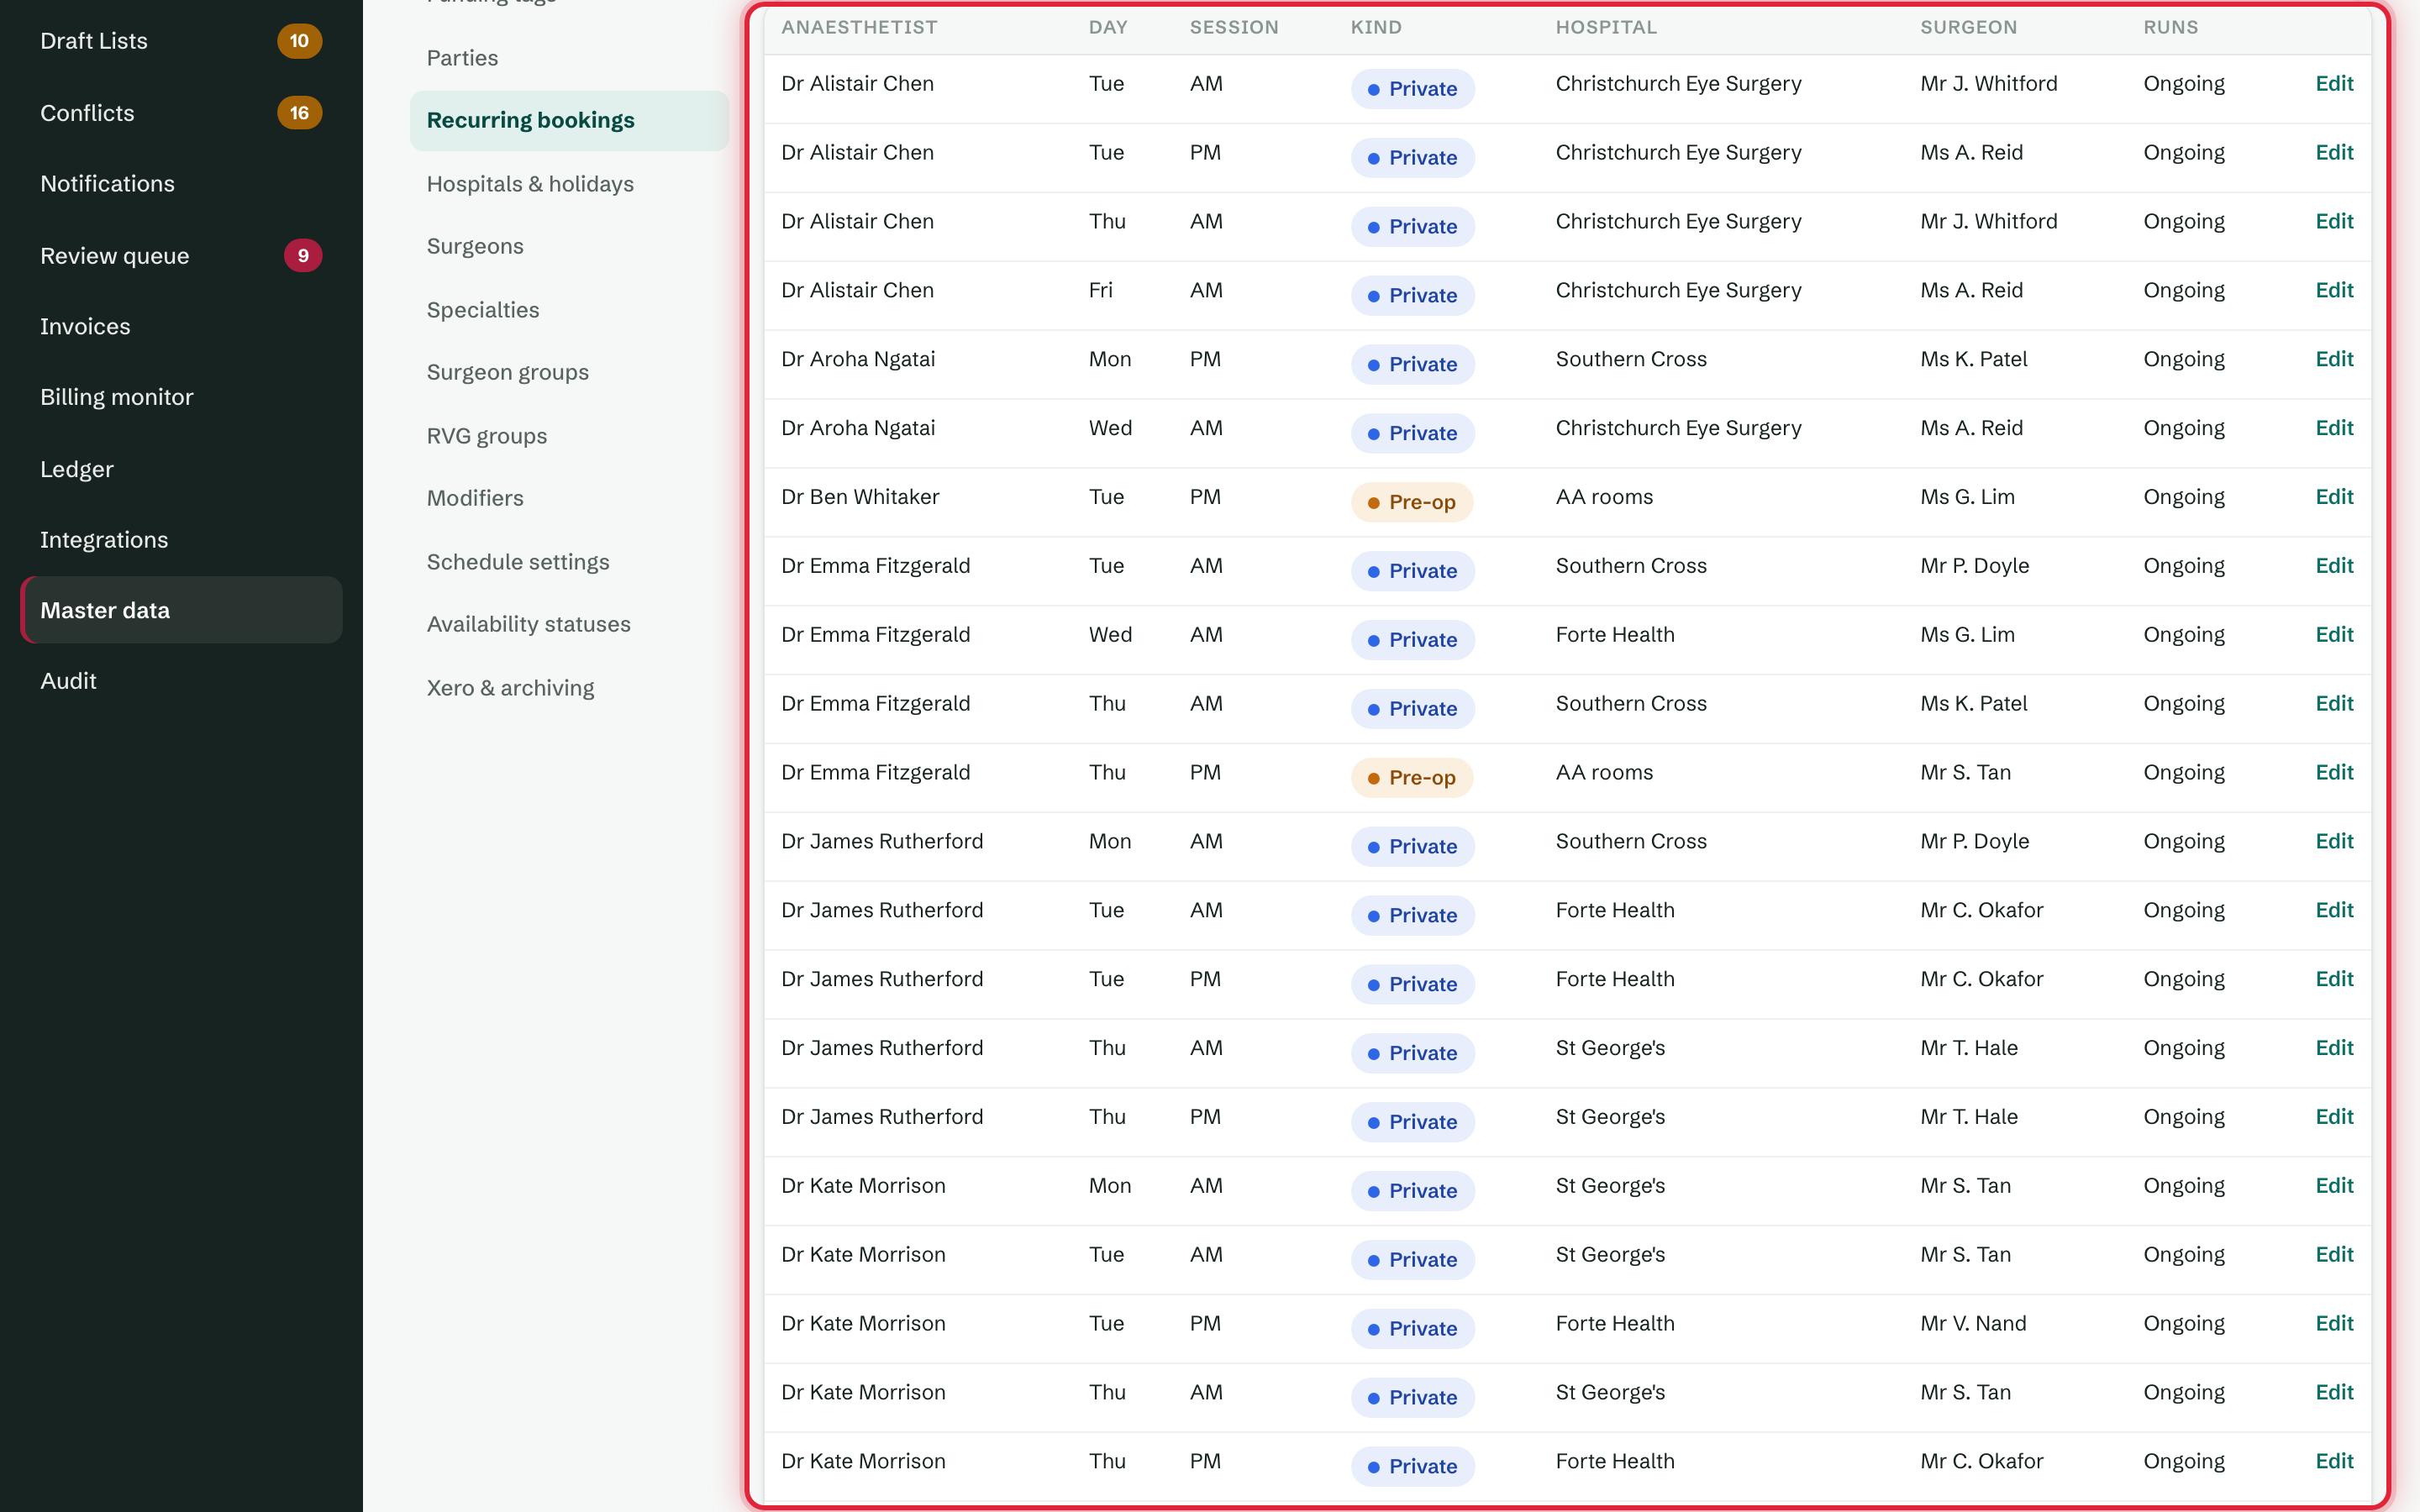 Draft Lists 10
Conflicts 16
Notifications
Review queue 9
Invoices
Billing monitor
Ledger
Integrations
Master data
Audit
Funding tags
Parties
Recurring bookings
Hospitals & holidays
Surgeons
Specialties
Surgeon groups
RVG groups
Modifiers
Schedule settings
Availability statuses
Xero & archiving
ANAESTHETIST DAY SESSION KIND HOSPITAL SURGEON RUNS
Dr Alistair Chen Tue AM Private Christchurch Eye Surgery Mr J. Whitford Ongoing Edit
Dr Alistair Chen Tue PM Private Christchurch Eye Surgery Ms A. Reid Ongoing Edit
Dr Alistair Chen Thu AM Private Christchurch Eye Surgery Mr J. Whitford Ongoing Edit
Dr Alistair Chen Fri AM Private Christchurch Eye Surgery Ms A. Reid Ongoing Edit
Dr Aroha Ngatai Mon PM Private Southern Cross Ms K. Patel Ongoing Edit
Dr Aroha Ngatai Wed AM Private Christchurch Eye Surgery Ms A. Reid Ongoing Edit
Dr Ben Whitaker Tue PM Pre-op AA rooms Ms G. Lim Ongoing Edit
Dr Emma Fitzgerald Tue AM Private Southern Cross Mr P. Doyle Ongoing Edit
Dr Emma Fitzgerald Wed AM Private Forte Health Ms G. Lim Ongoing Edit
Dr Emma Fitzgerald Thu AM Private Southern Cross Ms K. Patel Ongoing Edit
Dr Emma Fitzgerald Thu PM Pre-op AA rooms Mr S. Tan Ongoing Edit
Dr James Rutherford Mon AM Private Southern Cross Mr P. Doyle Ongoing Edit
Dr James Rutherford Tue AM Private Forte Health Mr C. Okafor Ongoing Edit
Dr James Rutherford Tue PM Private Forte Health Mr C. Okafor Ongoing Edit
Dr James Rutherford Thu AM Private St George's Mr T. Hale Ongoing Edit
Dr James Rutherford Thu PM Private St George's Mr T. Hale Ongoing Edit
Dr Kate Morrison Mon AM Private St George's Mr S. Tan Ongoing Edit
Dr Kate Morrison Tue AM Private St George's Mr S. Tan Ongoing Edit
Dr Kate Morrison Tue PM Private Forte Health Mr V. Nand Ongoing Edit
Dr Kate Morrison Thu AM Private St George's Mr S. Tan Ongoing Edit
Dr Kate Morrison Thu PM Private Forte Health Mr C. Okafor Ongoing Edit